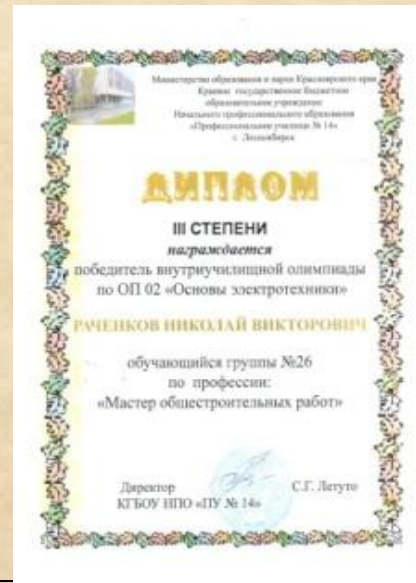 Министерство образования и науки Красноярского края
Краевое государственное бюджетное
образовательное учреждение
Начального профессионального образования
«Профессиональное училище № 14»
г. Лесосибирск
ДИПЛОМ
III СТЕПЕНИ
награждается
победитель внутриучилищной олимпиады
по ОП 02 «Основы электротехники»
РАЧЕНКОВ НИКОЛАЙ ВИКТОРОВИЧ
обучающийся группы №26
по профессии:
«Мастер общестроительных работ»
Директор С.Г. Летуто
КГБОУ НПО «ПУ № 14»